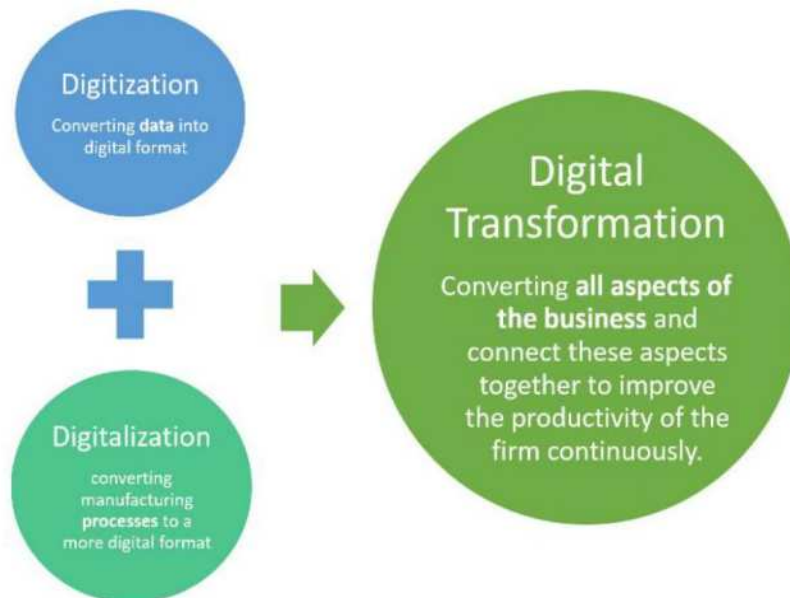 Digitization
Converting data into
digital format
Digitalization
converting
manufacturing
processes to a
more digital format
Digital
Transformation
Converting all aspects of
the business and
connect these aspects
together to improve
the productivity of the
firm continuously.